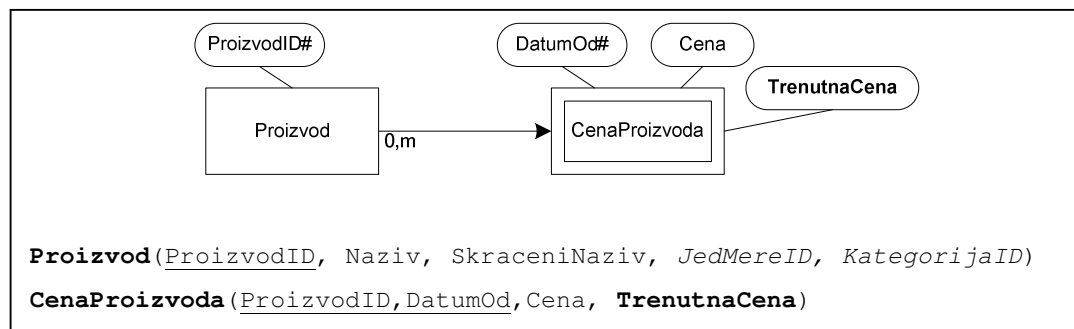 ProizvodID#
DatumOd#
Cena
TrenutnaCena
Proizvod
0,m
CenaProizvoda
Proizvod(ProizvodID, Naziv, SkraceniNaziv, JedMereID, KategorijaID)
CenaProizvoda(ProizvodID,DatumOd,Cena, TrenutnaCena)